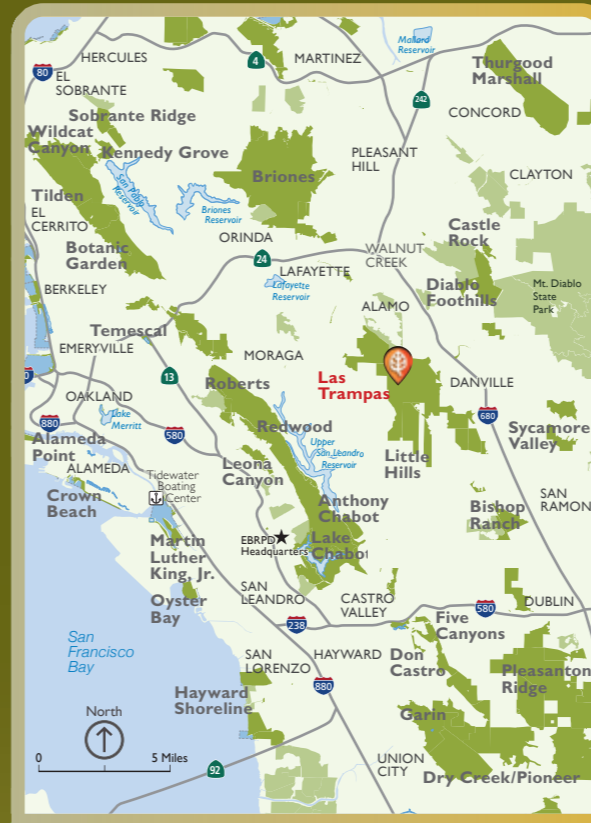 Mallard
Reservoir
HERCULES
4
MARTINEZ
Thurgood
Marshall
80
EL
SOBRANTE
242
CONCORD
Sobrante Ridge
Wildcat
Canyon
Kennedy Grove
PLEASANT
HILL
Briones
CLAYTON
San Pablo
Reservoir
Tilden
Briones
Reservoir
EL
CERRITO
Castle
Rock
ORINDA
Botanic
Garden
WALNUT
CREEK
24
LAFAYETTE
Lafayette
Reservoir
Diablo
Foothills
Mt. Diablo
State
Park
BERKELEY
ALAMO
Temescal
EMERYVILLE
MORAGA
13
Roberts
Las
Trampas
DANVILLE
OAKLAND
Lake
Merritt
880
580
Redwood
680
Sycamore
Valley
Alameda
Point
Upper
San Leandro
Reservoir
Little
Hills
ALAMEDA
Leona
Canyon
Tidewater
Boating
Center
Crown
Beach
Anthony
Chabot
Bishop
Ranch
SAN
RAMON
Martin
Luther
King, Jr.
EBRPD
Headquarters
Lake
Chabot
SAN
LEANDRO
CASTRO
VALLEY
580
DUBLIN
Oyster
Bay
238
Five
Canyons
San
Francisco
Bay
SAN
LORENZO
HAYWARD
Don
Castro
Pleasanton
Ridge
880
Hayward
Shoreline
Garin
North
0
5 Miles
92
UNION
CITY
Dry Creek/Pioneer